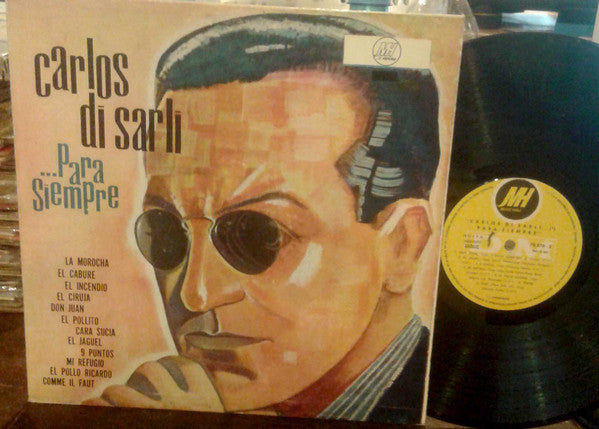 carlos
di sarli
...Para
Siempre
LA MOROCHA
EL CABURE
EL INCENDIO
EL CIRUJA
DON JUAN
EL POLLITO
CARA SUCIA
EL JAGUEL
9 PUNTOS
MI REFUGIO
EL POLLO RICARDO
COMME IL FAUT
MH
MH
CARLOS DI SARLI
PARA SIEMPRE